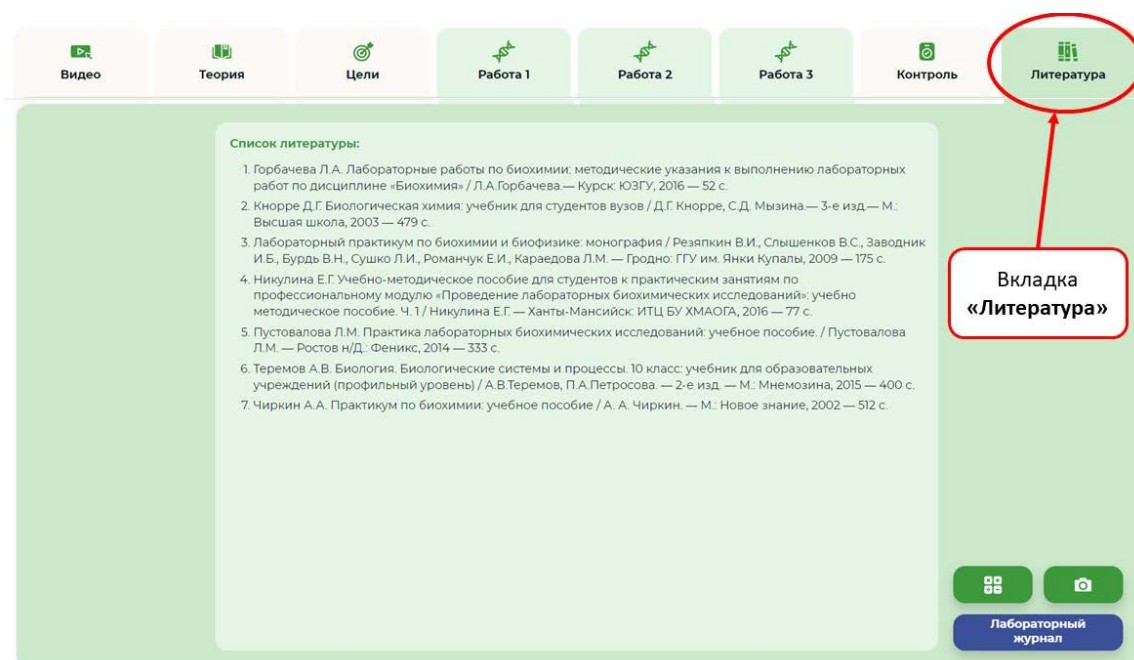 Видео
Теория
Цели
Работа 1
Работа 2
Работа 3
Контроль
Литература
Список литературы:
1. Горбачева Л.А. Лабораторные работы по биохимии: методические указания к выполнению лабораторных
работ по дисциплине «Биохимия» / Л.А.Горбачева.— Курск: ЮЗГУ, 2016 — 52 с.
2. Кнорре Д.Г. Биологическая химия: учебник для студентов вузов / Д.Г. Кнорре, С.Д. Мызина.— 3-е изд.— М.:
Высшая школа, 2003 — 479 с.
3. Лабораторный практикум по биохимии и биофизике: монография / Резяпкин В.И., Слышенков В.С., Заводник
И.Б., Бурдь В.Н., Сушко Л.И., Романчук Е.И., Караедова Л.М. — Гродно: ГГУ им. Янки Купалы, 2009 — 175 с.
4. Никулина Е.Г. Учебно-методическое пособие для студентов к практическим занятиям по
профессиональному модулю «Проведение лабораторных биохимических исследований»: учебно
методическое пособие. Ч. 1 / Никулина Е.Г. — Ханты-Мансийск: ИТЦ БУ ХМАОГА, 2016 — 77 с.
5. Пустовалова Л.М. Практика лабораторных биохимических исследований: учебное пособие. / Пустовалова
Л.М. — Ростов н/Д.: Феникс, 2014 — 333 с.
6. Теремов А.В. Биология. Биологические системы и процессы. 10 класс: учебник для образовательных
учреждений (профильный уровень) / А.В.Теремов, П.А.Петросова. — 2-е изд. — М.: Мнемозина, 2015 — 400 с.
7. Чиркин А.А. Практикум по биохимии: учебное пособие / А. А. Чиркин. — М.: Новое знание, 2002 — 512 с.
Вкладка
«Литература»
Лабораторный
журнал